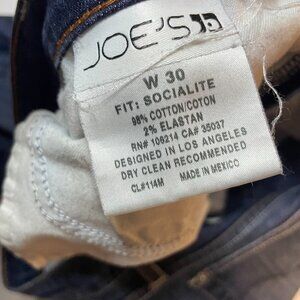 JOE'S
W 30
FIT: SOCIALITE
98% COTTON/COTON
2% ELASTAN
RN# 106214 CA# 35037
DESIGNED IN LOS ANGELES
DRY CLEAN RECOMMENDED
MADE IN MEXICO
CL#114M